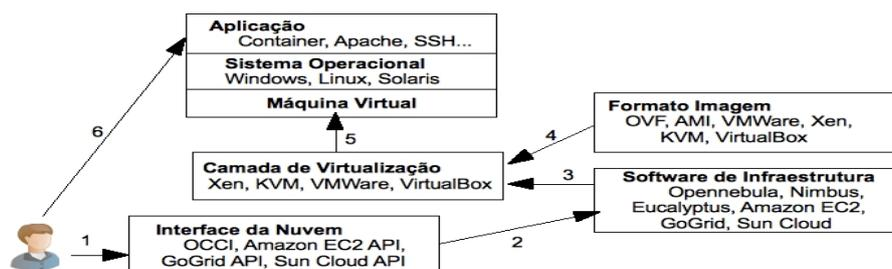 Aplicação
Container, Apache, SSH...
Sistema Operacional
Windows, Linux, Solaris
Máquina Virtual
6
5
Formato Imagem
OVF, AMI, VMWare, Xen,
KVM, VirtualBox
4
Camada de Virtualização
Xen, KVM, VMWare, VirtualBox
3
Software de Infraestrutura
Opennebula, Nimbus,
Eucalyptus, Amazon EC2,
GoGrid, Sun Cloud
1
Interface da Nuvem
OCCI, Amazon EC2 API,
GoGrid API, Sun Cloud API
2